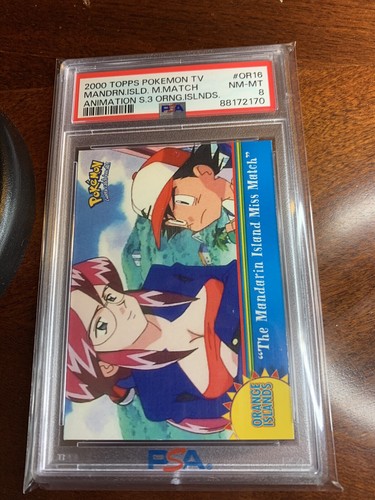 2000 TOPPS POKEMON TV #OR16
MANDRN.ISLD. M.MATCH NM-MT
ANIMATION S.3 ORNG.ISLNDS. 8
PSA 88172170
POKéMON
"The Mandarin Island Miss Match"
ORANGE
ISLANDS
PSA